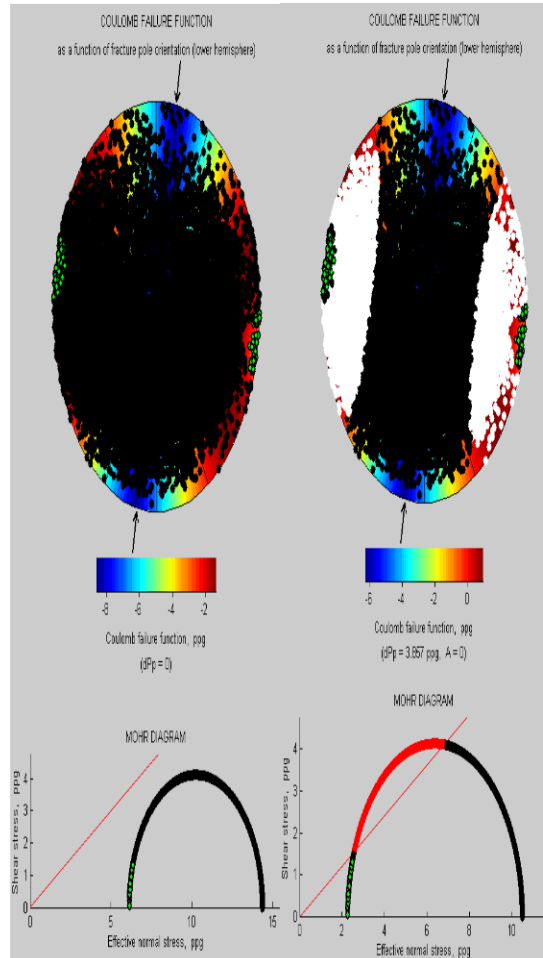 COULOMB FAILURE FUNCTION
as a function of fracture pole orientation (lower hemisphere)
-8 -6 -4 -2
Coulomb failure function, ppg
(dPp = 0)
MOHR DIAGRAM
Shear stress, ppg
4
3
2
1
0
0 5 10 15
Effective normal stress, ppg
COULOMB FAILURE FUNCTION
as a function of fracture pole orientation (lower hemisphere)
-6 -4 -2 0
Coulomb failure function, ppg
(dPp = 3.857 ppg, A = 0)
MOHR DIAGRAM
Shear stress, ppg
4
3
2
1
0
0 2 4 6 8 10
Effective normal stress, ppg